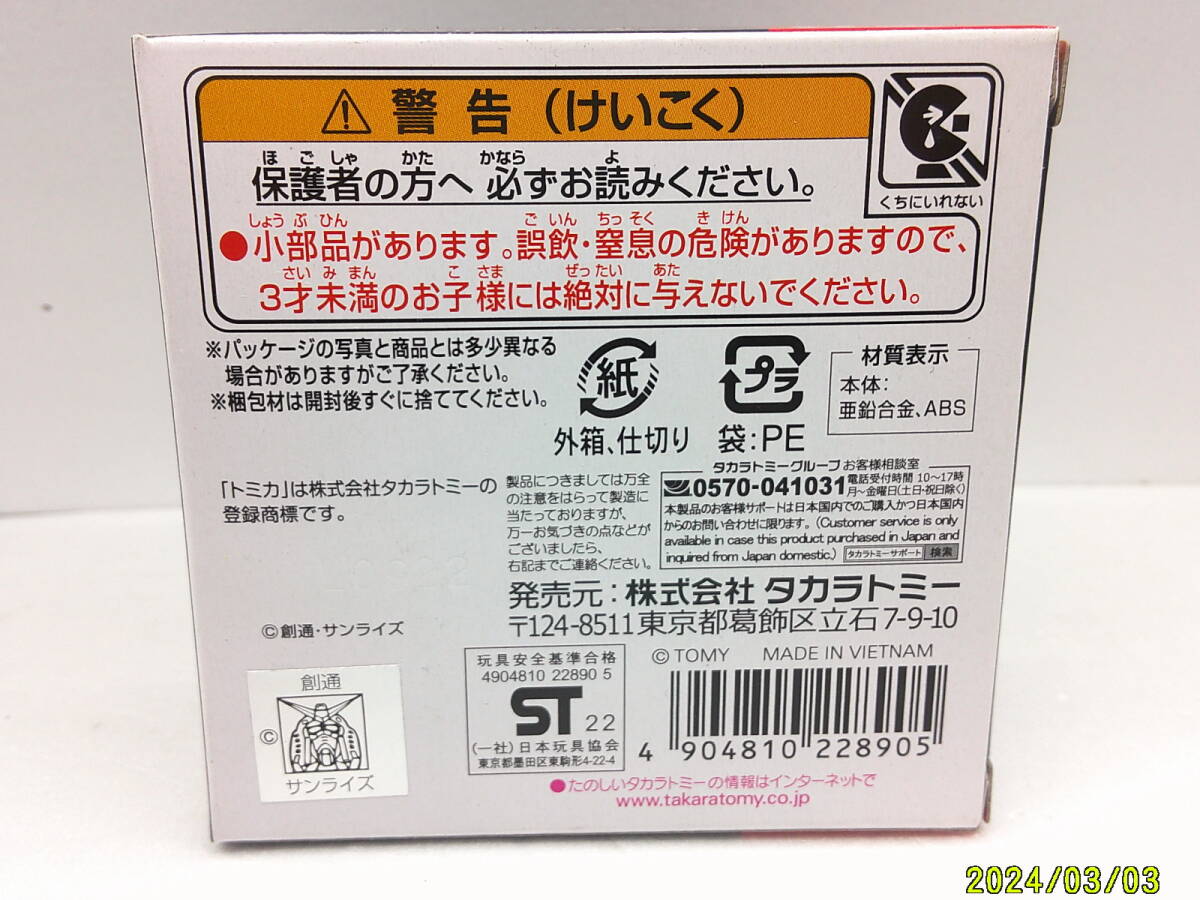 ⚠ 警告（けいこく）
くちにいれない
保護者の方へ 必ずお読みください。
ほごしゃ かた かなら よ
●小部品があります。誤飲・窒息の危険がありますので、
しょうぶひん ごいん ちっそく きけん
3才未満のお子様には絶対に与えないでください。
さいみまん こさま ぜったい あた
※パッケージの写真と商品とは多少異なる
場合がありますがご了承ください。
※梱包材は開封後すぐに捨ててください。
紙
外箱、仕切り
プラ
袋:PE
材質表示
本体:
亜鉛合金、ABS
「トミカ」は株式会社タカラトミーの
登録商標です。
製品につきましては万全
の注意をはらって製造に
当たっておりますが、
万一お気づきの点などが
ございましたら、
右記までご連絡ください。
タカラトミーグループ お客様相談室
0570-041031 電話受付時間 10〜17時
月〜金曜日(土日・祝日除く)
本製品のお客様サポートは日本国内でのご購入かつ日本国内
からのお問い合わせに限ります。(Customer service is only
available in case this product purchased in Japan and
inquired from Japan domestic.) タカラトミーサポート 検索
発売元：株式会社 タカラトミー
〒124-8511 東京都葛飾区立石 7-9-10
©創通・サンライズ
創通
©
サンライズ
玩具安全基準合格
4904810 22890 5
ST 22
(一社)日本玩具協会
東京都墨田区東駒形4-22-4
© TOMY MADE IN VIETNAM
4 904810 228905
●たのしいタカラトミーの情報はインターネットで
www.takaratomy.co.jp
2024/03/03